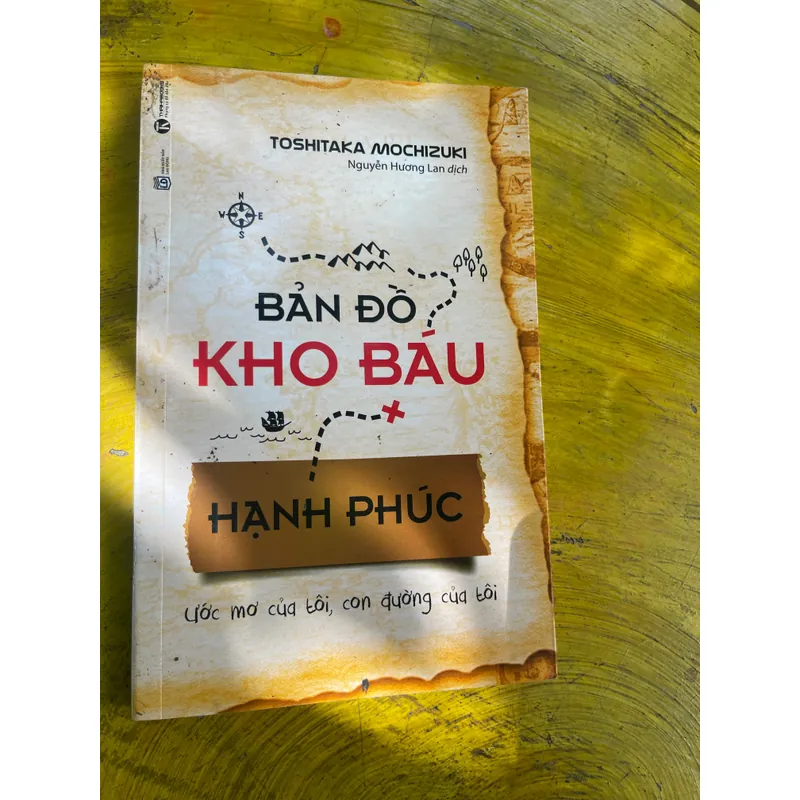 TOSHITAKA MOCHIZUKI
Nguyễn Hương Lan dịch
N
W E
S
BẢN ĐỒ
KHO BÁU
HẠNH PHÚC
ước mơ của tôi, con đường của tôi